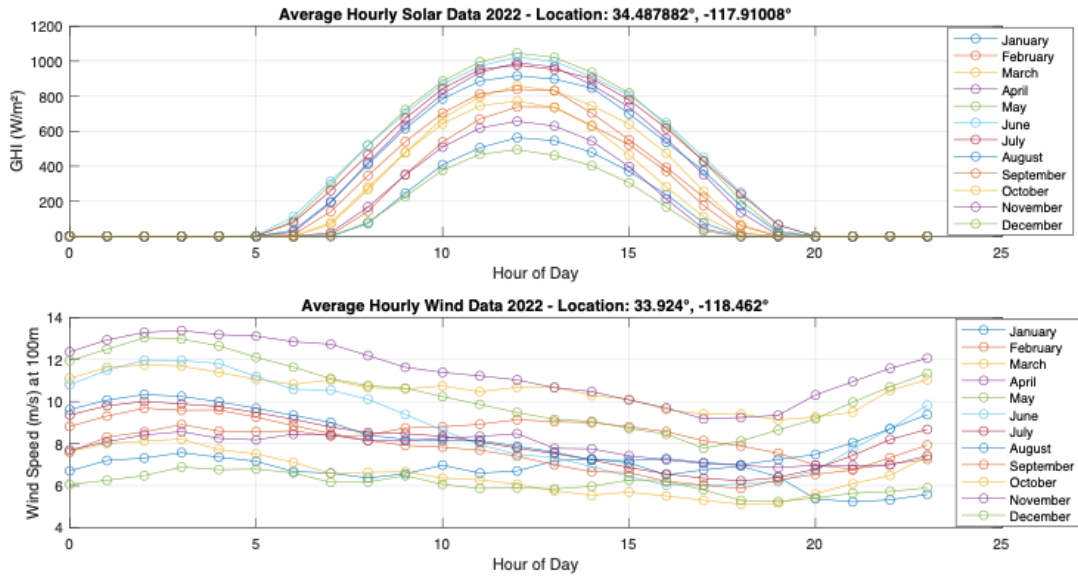 Average Hourly Solar Data 2022 - Location: 34.487882°, -117.91008°
GHI (W/m²)
1200
1000
800
600
400
200
0
0 5 10 15 20 25
Hour of Day
January
February
March
April
May
June
July
August
September
October
November
December
Average Hourly Wind Data 2022 - Location: 33.924°, -118.462°
Wind Speed (m/s) at 100m
14
12
10
8
6
4
0 5 10 15 20 25
Hour of Day
January
February
March
April
May
June
July
August
September
October
November
December